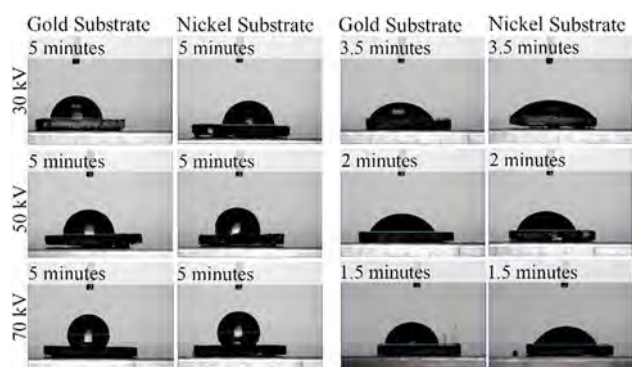 Gold Substrate Nickel Substrate Gold Substrate Nickel Substrate
5 minutes 5 minutes 3.5 minutes 3.5 minutes
30 kV
5 minutes 5 minutes 2 minutes 2 minutes
50 kV
5 minutes 5 minutes 1.5 minutes 1.5 minutes
70 kV